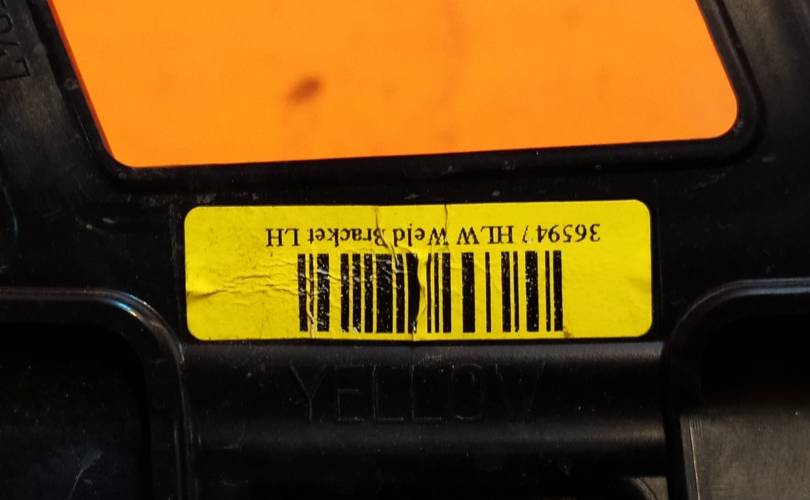 36594 / HLW Weld Bracket LH
YELLOW